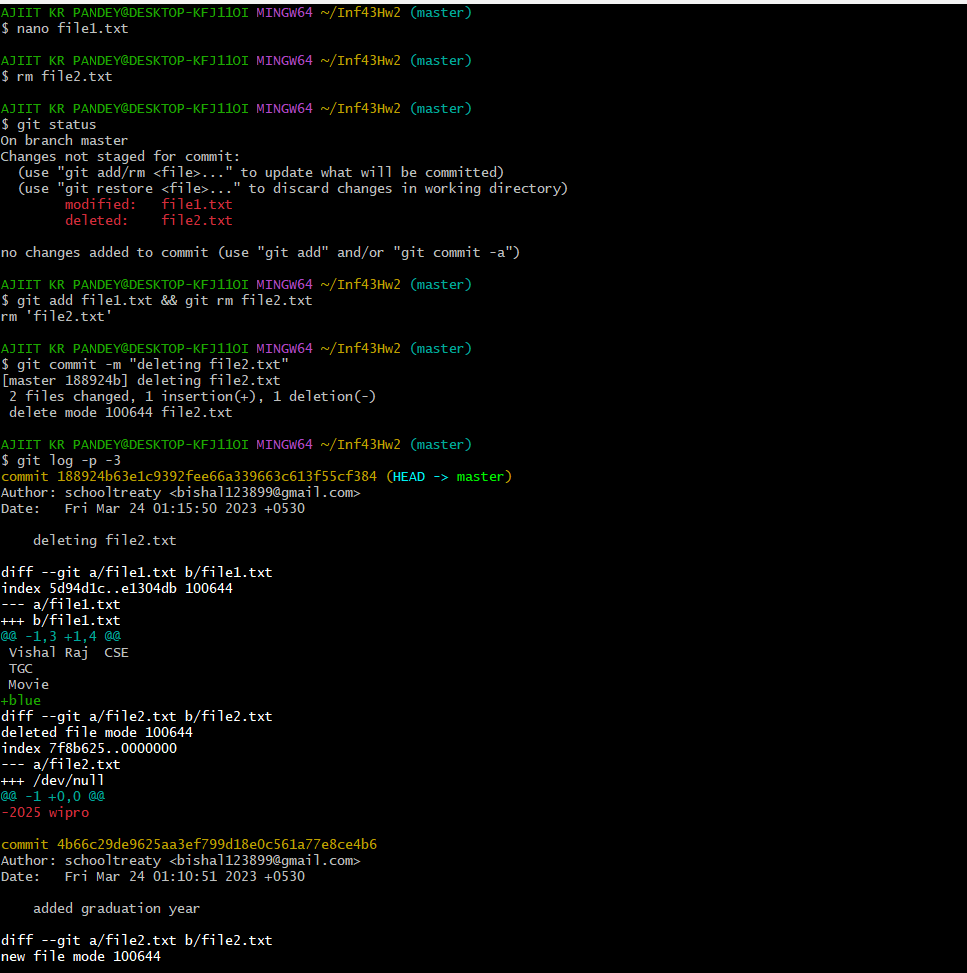 AJIIT KR PANDEY@DESKTOP-KFJ11OI MINGW64 ~/Inf43Hw2 (master)
$ nano file1.txt
AJIIT KR PANDEY@DESKTOP-KFJ11OI MINGW64 ~/Inf43Hw2 (master)
$ rm file2.txt
AJIIT KR PANDEY@DESKTOP-KFJ11OI MINGW64 ~/Inf43Hw2 (master)
$ git status
On branch master
Changes not staged for commit:
  (use "git add/rm <file>..." to update what will be committed)
  (use "git restore <file>..." to discard changes in working directory)
        modified:   file1.txt
        deleted:    file2.txt
no changes added to commit (use "git add" and/or "git commit -a")
AJIIT KR PANDEY@DESKTOP-KFJ11OI MINGW64 ~/Inf43Hw2 (master)
$ git add file1.txt && git rm file2.txt
rm 'file2.txt'
AJIIT KR PANDEY@DESKTOP-KFJ11OI MINGW64 ~/Inf43Hw2 (master)
$ git commit -m "deleting file2.txt"
[master 188924b] deleting file2.txt
 2 files changed, 1 insertion(+), 1 deletion(-)
 delete mode 100644 file2.txt
AJIIT KR PANDEY@DESKTOP-KFJ11OI MINGW64 ~/Inf43Hw2 (master)
$ git log -p -3
commit 188924b63e1c9392fee66a339663c613f55cf384 (HEAD -> master)
Author: schooltreaty <bishal123899@gmail.com>
Date:   Fri Mar 24 01:15:50 2023 +0530
    deleting file2.txt
diff --git a/file1.txt b/file1.txt
index 5d94d1c..e1304db 100644
--- a/file1.txt
+++ b/file1.txt
@@ -1,3 +1,4 @@
 Vishal Raj  CSE
 TGC
 Movie
+blue
diff --git a/file2.txt b/file2.txt
deleted file mode 100644
index 7f8b625..0000000
--- a/file2.txt
+++ /dev/null
@@ -1 +0,0 @@
-2025 wipro
commit 4b66c29de9625aa3ef799d18e0c561a77e8ce4b6
Author: schooltreaty <bishal123899@gmail.com>
Date:   Fri Mar 24 01:10:51 2023 +0530
    added graduation year
diff --git a/file2.txt b/file2.txt
new file mode 100644